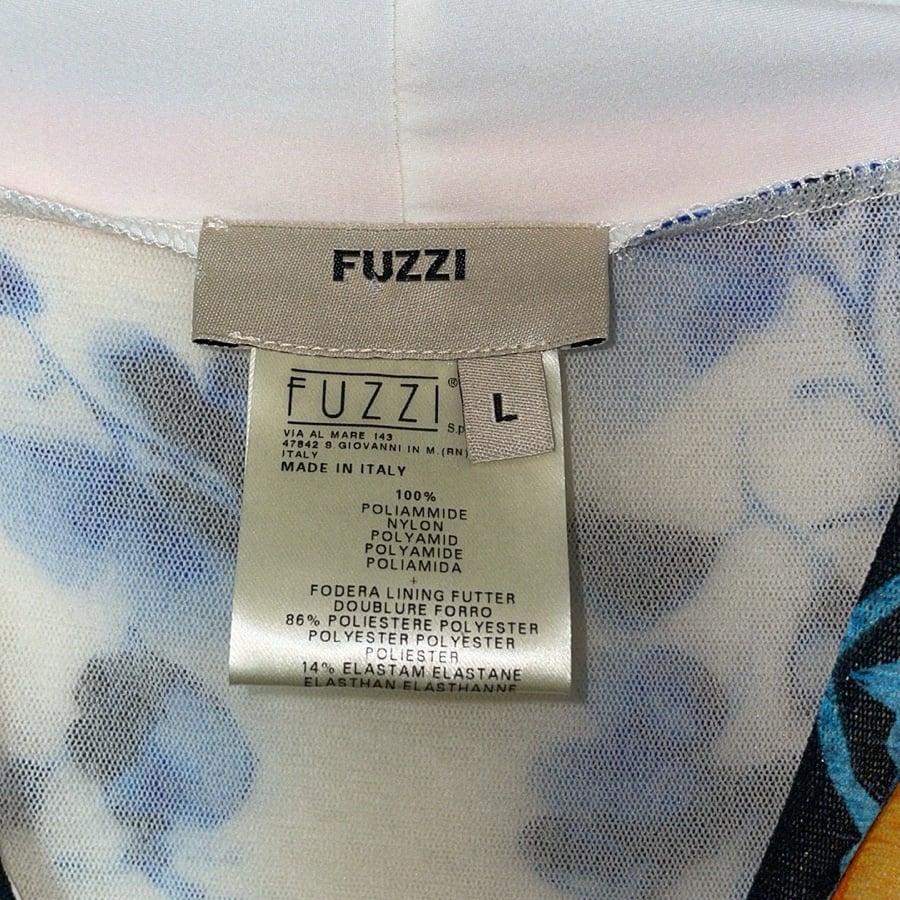 FUZZI
FUZZI®
L
S.p
VIA AL MARE 143
47842 S.GIOVANNI IN M.(RN)
ITALY
MADE IN ITALY
100%
POLIAMMIDE
NYLON
POLYAMID
POLYAMIDE
POLIAMIDA
+
FODERA LINING FUTTER
DOUBLURE FORRO
86% POLIESTERE POLYESTER
POLYESTER POLYESTER
POLIESTER
14% ELASTAM ELASTANE
ELASTHAN ELASTHANNE